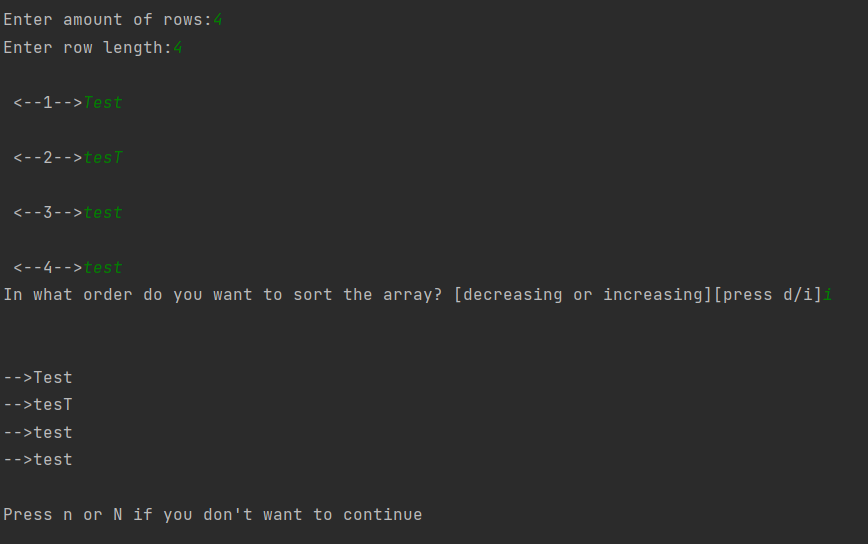 Enter amount of rows:4
Enter row length:4
<--1-->Test
<--2-->tesT
<--3-->test
<--4-->test
In what order do you want to sort the array? [decreasing or increasing][press d/i]i
-->Test
-->tesT
-->test
-->test
Press n or N if you don't want to continue